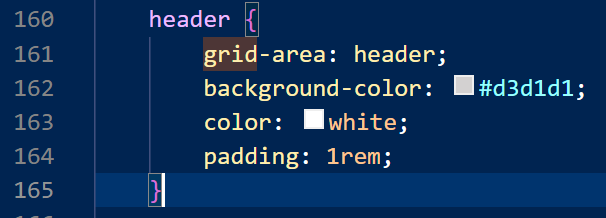 160 header {
161 grid-area: header;
162 background-color: #d3d1d1;
163 color: white;
164 padding: 1rem;
165 }